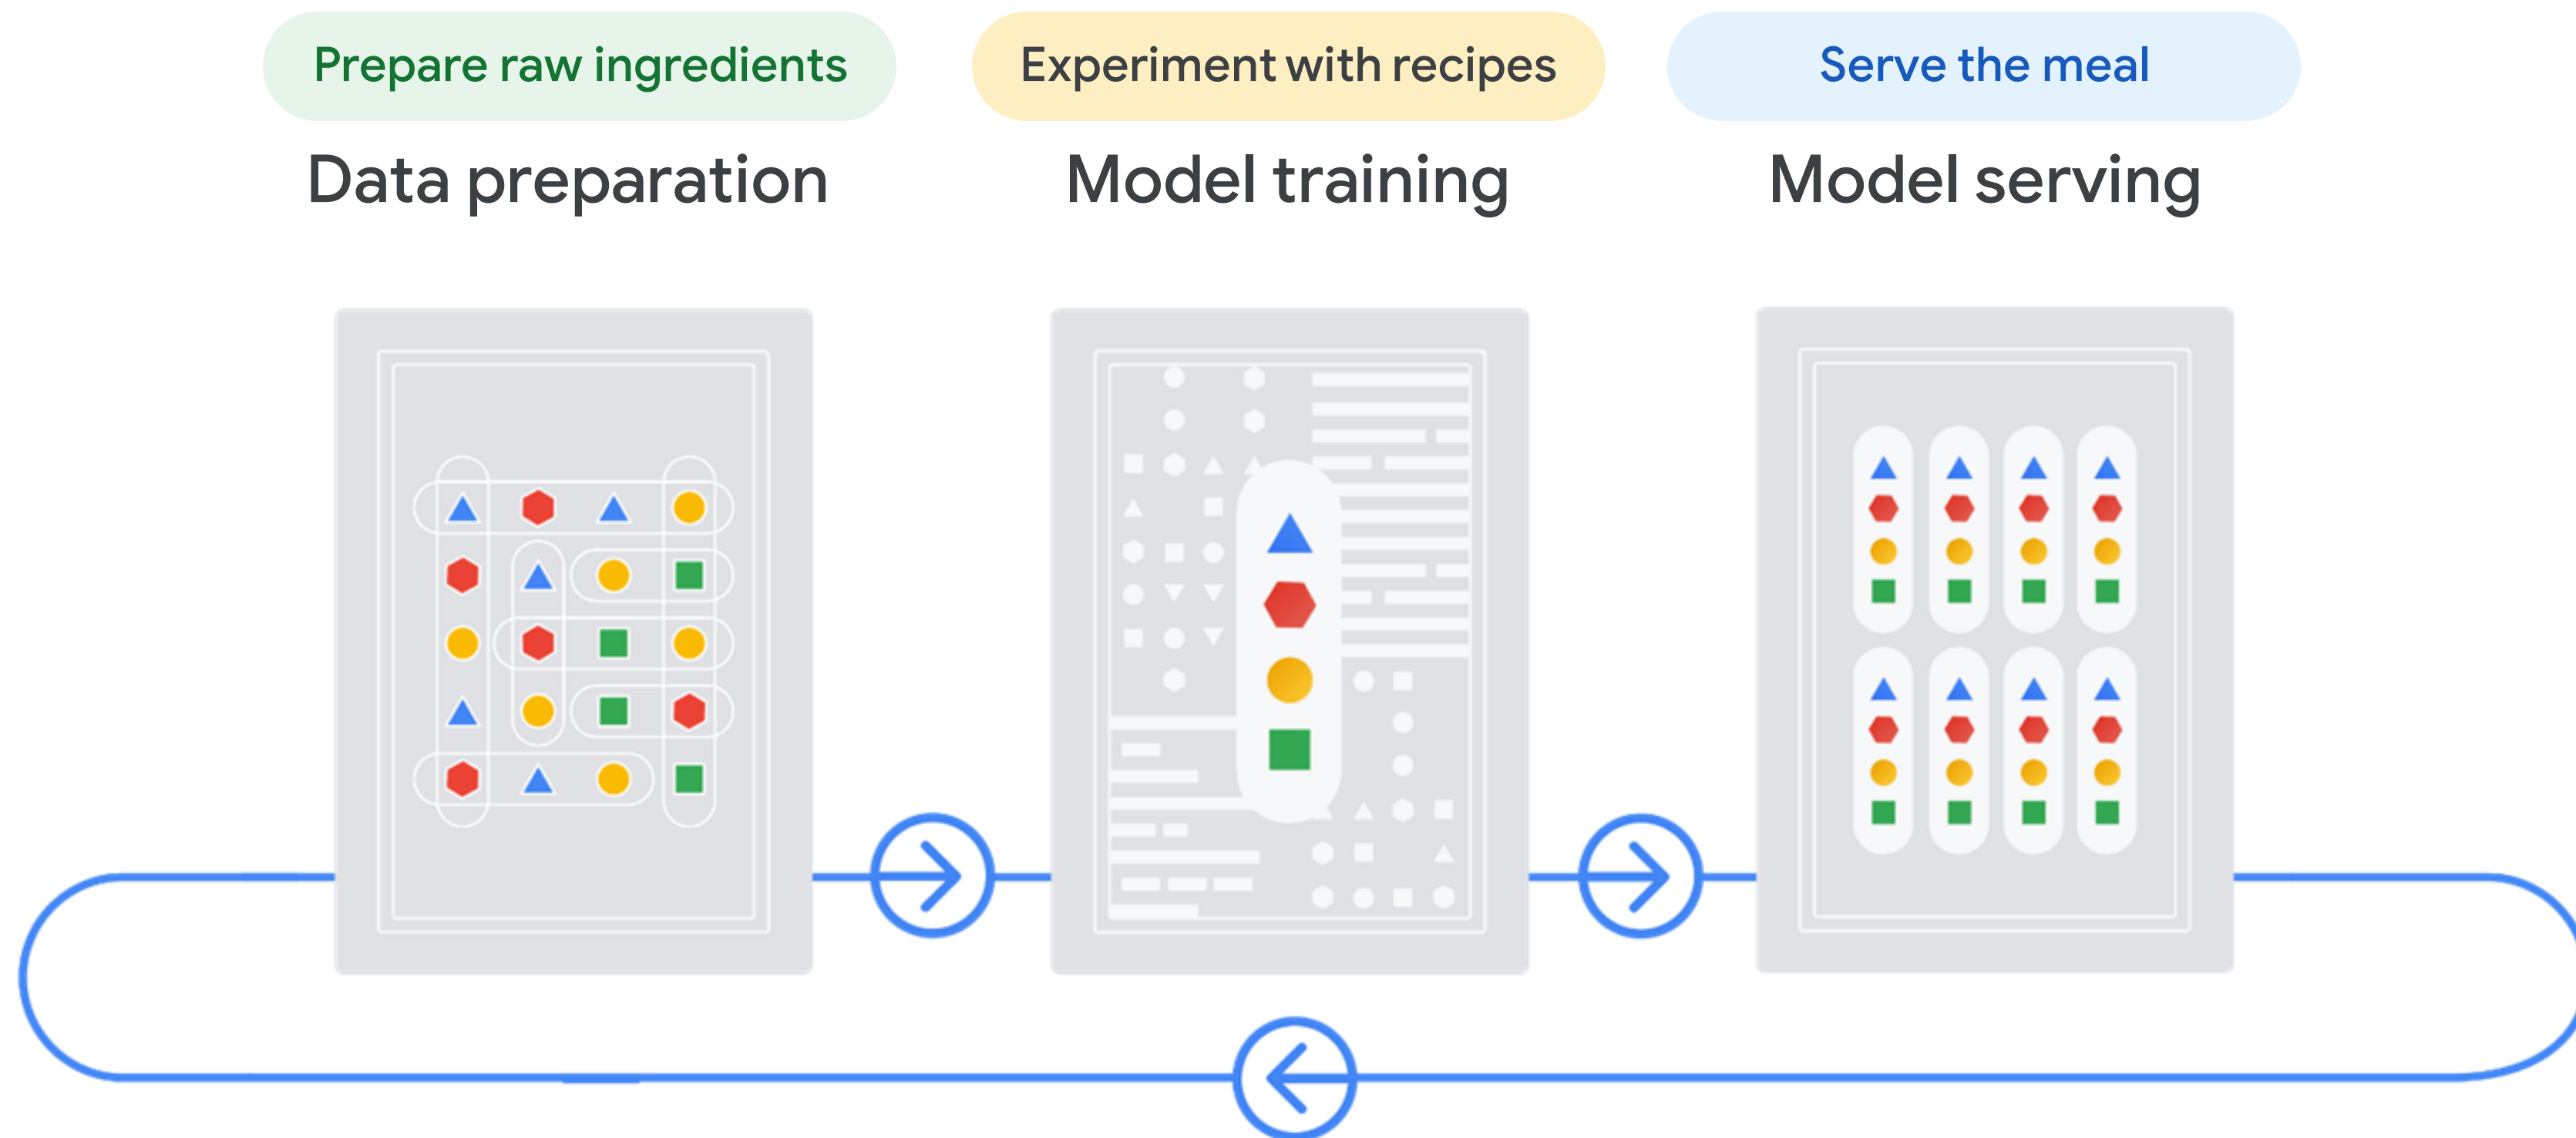 Prepare raw ingredients
Experiment with recipes
Serve the meal
Data preparation
Model training
Model serving